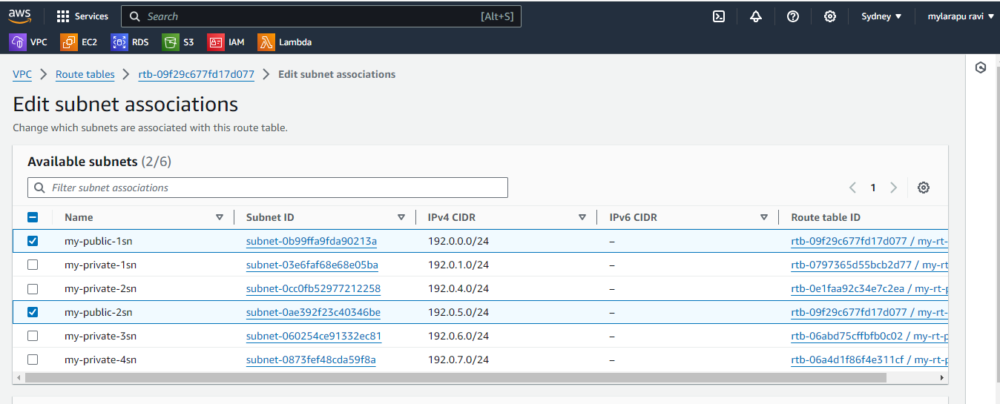 aws Services Search [Alt+S] Sydney mylarapu ravi
VPC EC2 RDS S3 IAM Lambda
VPC Route tables rtb-09f29c677fd17d077 Edit subnet associations
Edit subnet associations
Change which subnets are associated with this route table.
Available subnets (2/6)
Filter subnet associations 1
Name Subnet ID IPv4 CIDR IPv6 CIDR Route table ID
my-public-1sn subnet-0b99ffa9fda90213a 192.0.0.0/24 – rtb-09f29c677fd17d077 / my-rt-
my-private-1sn subnet-03e6faf68e68e05ba 192.0.1.0/24 – rtb-0797365d55bcb2d77 / my-rt
my-private-2sn subnet-0cc0fb52977212258 192.0.4.0/24 – rtb-0e1faa92c34e7c2ea / my-rt-p
my-public-2sn subnet-0ae392f23c40346be 192.0.5.0/24 – rtb-09f29c677fd17d077 / my-rt-
my-private-3sn subnet-060254ce91332ec81 192.0.6.0/24 – rtb-06abd75cffbfb0c02 / my-rt-p
my-private-4sn subnet-0873fef48cda59f8a 192.0.7.0/24 – rtb-06a4d1f86f4e311cf / my-rt-p